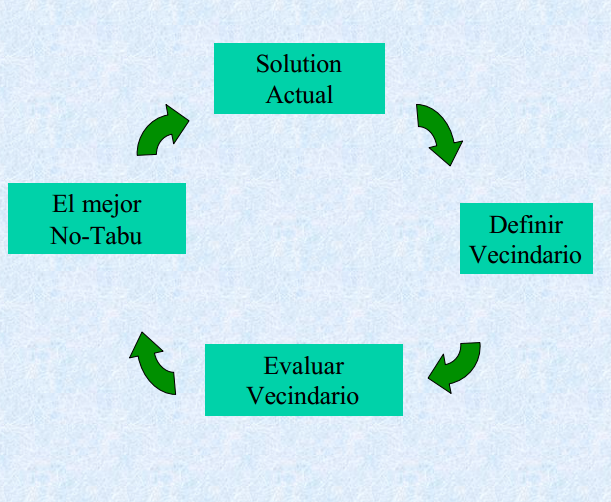 Solution
Actual
Definir
Vecindario
Evaluar
Vecindario
El mejor
No-Tabu